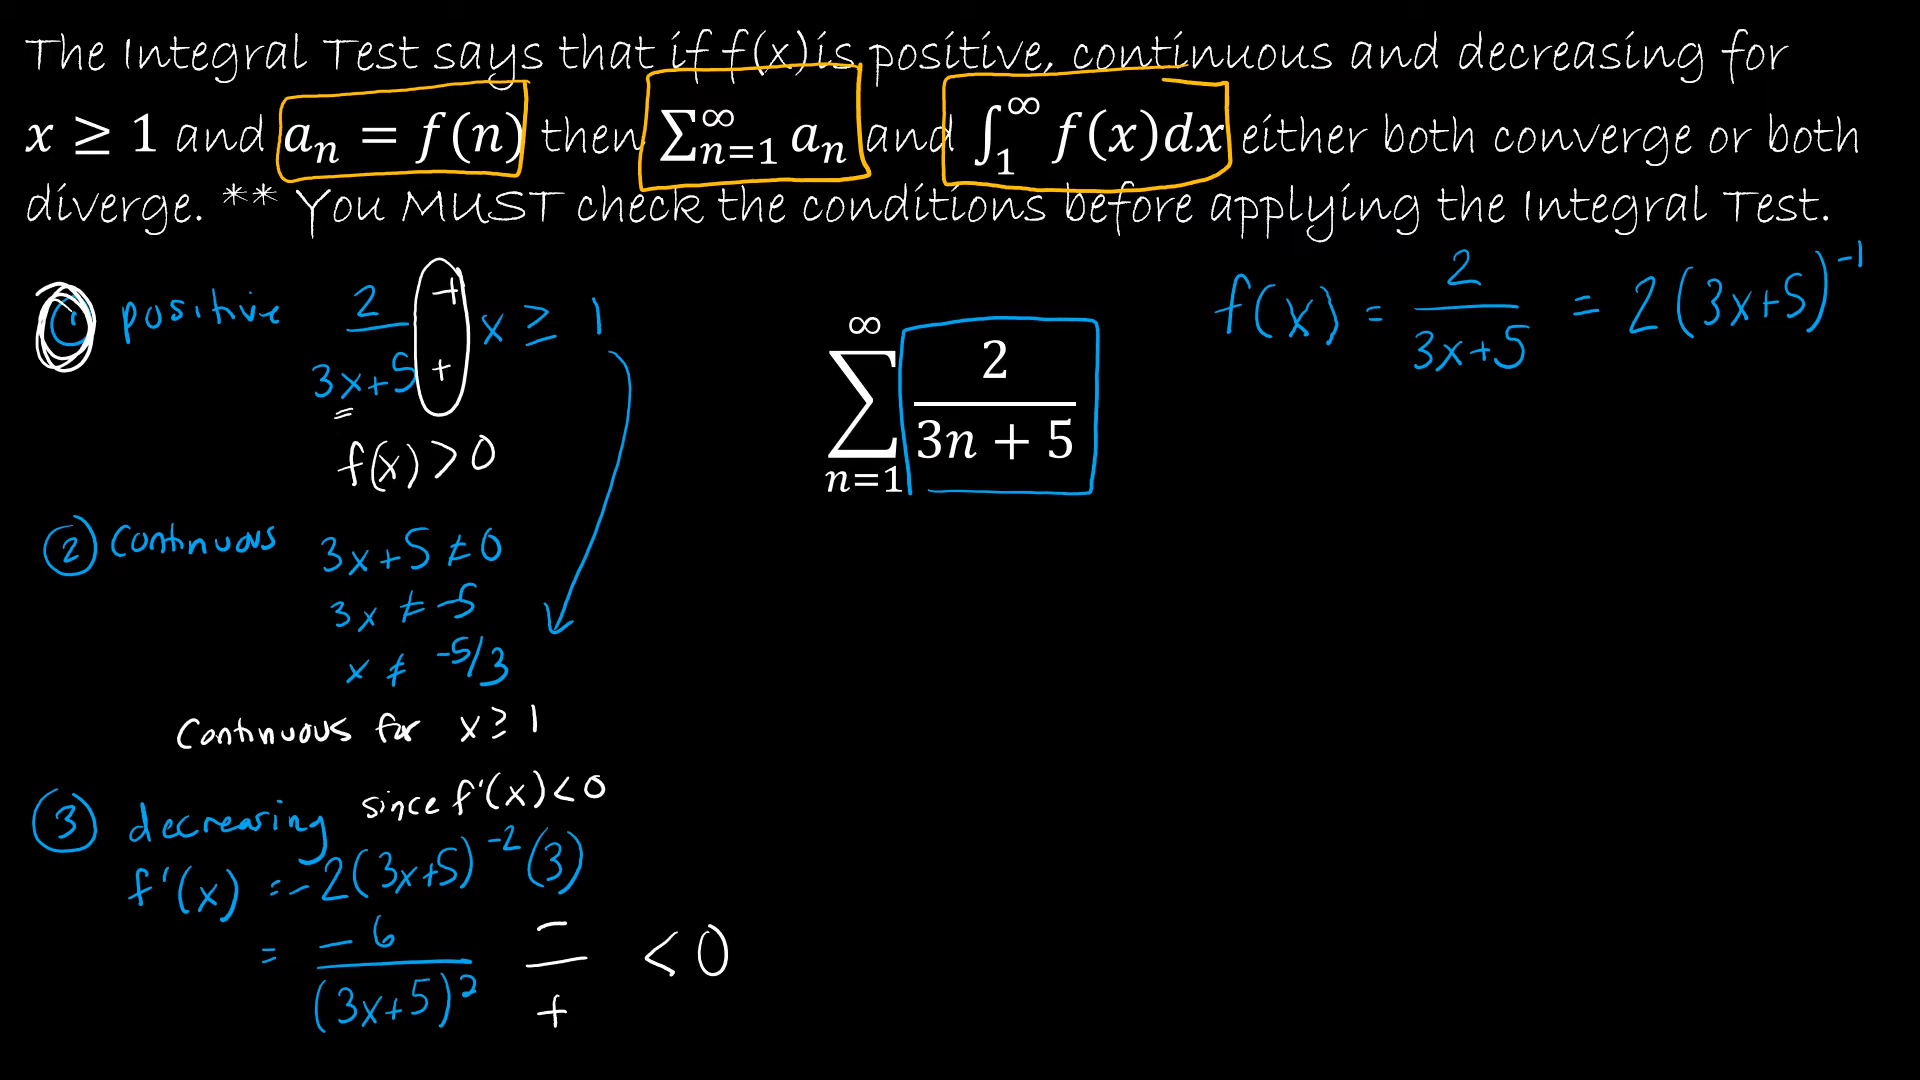 The Integral Test says that if f(x) is positive, continuous and decreasing for
x ≥ 1 and aₙ = f(n) then ∑ₙ₌₁^∞ aₙ and ∫₁^∞ f(x)dx either both converge or both
diverge. ** You MUST check the conditions before applying the Integral Test.
① positive 2/(3x+5) + / + x ≥ 1
f(x) > 0
② Continuous 3x+5 ≠ 0
3x ≠ -5
x ≠ -5/3
Continuous for x ≥ 1
③ decreasing since f'(x) < 0
f'(x) = -2(3x+5)⁻²(3)
= -6/(3x+5)² − / + < 0
∑ₙ₌₁^∞ 2/(3n + 5)
f(x) = 2/(3x+5) = 2(3x+5)⁻¹